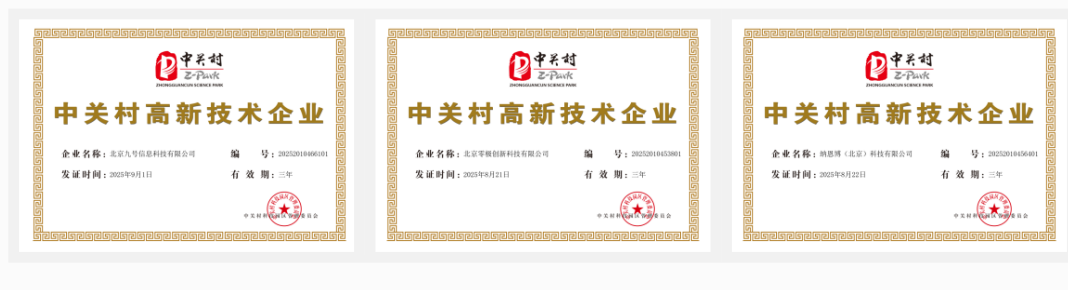 中关村
Z-Park
ZHONGGUANCUN SCIENCE PARK
中关村高新技术企业
企业名称：北京九号信息科技有限公司
编 号：20252010466101
发证时间：2025年9月1日
有 效 期：三年
中关村
Z-Park
ZHONGGUANCUN SCIENCE PARK
中关村高新技术企业
企业名称：北京零极创新科技有限公司
编 号：20252010453801
发证时间：2025年8月21日
有 效 期：三年
中关村
Z-Park
ZHONGGUANCUN SCIENCE PARK
中关村高新技术企业
企业名称：纳恩博（北京）科技有限公司
编 号：20252010456401
发证时间：2025年8月22日
有 效 期：三年